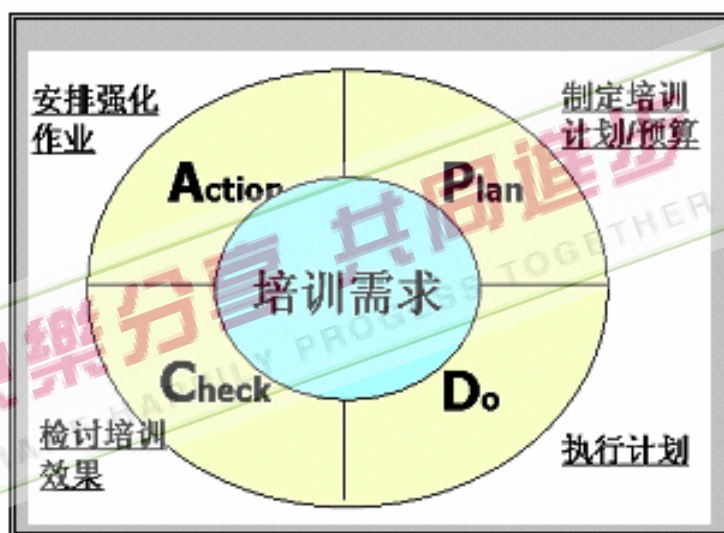 安排强化
作业
制定培训
计划/预算
Action
Plan
培训需求
Check
Do
检讨培训
效果
执行计划
樂分享 共同進步
HAPPILY PROGRESS TOGETHER